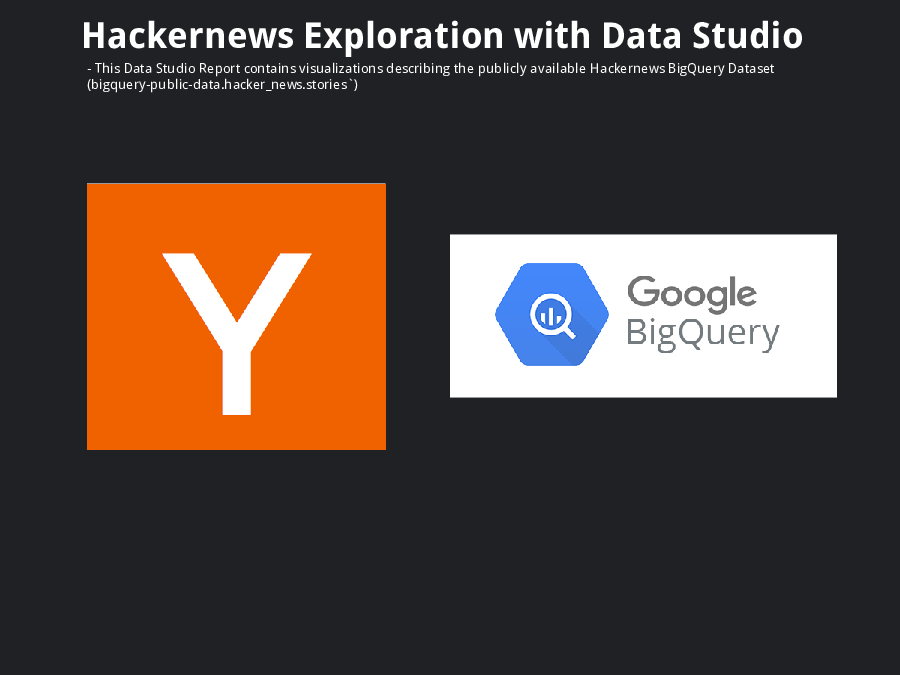 Hackernews Exploration with Data Studio
- This Data Studio Report contains visualizations describing the publicly available Hackernews BigQuery Dataset
(bigquery-public-data.hacker_news.stories`)
Y
Google
BigQuery